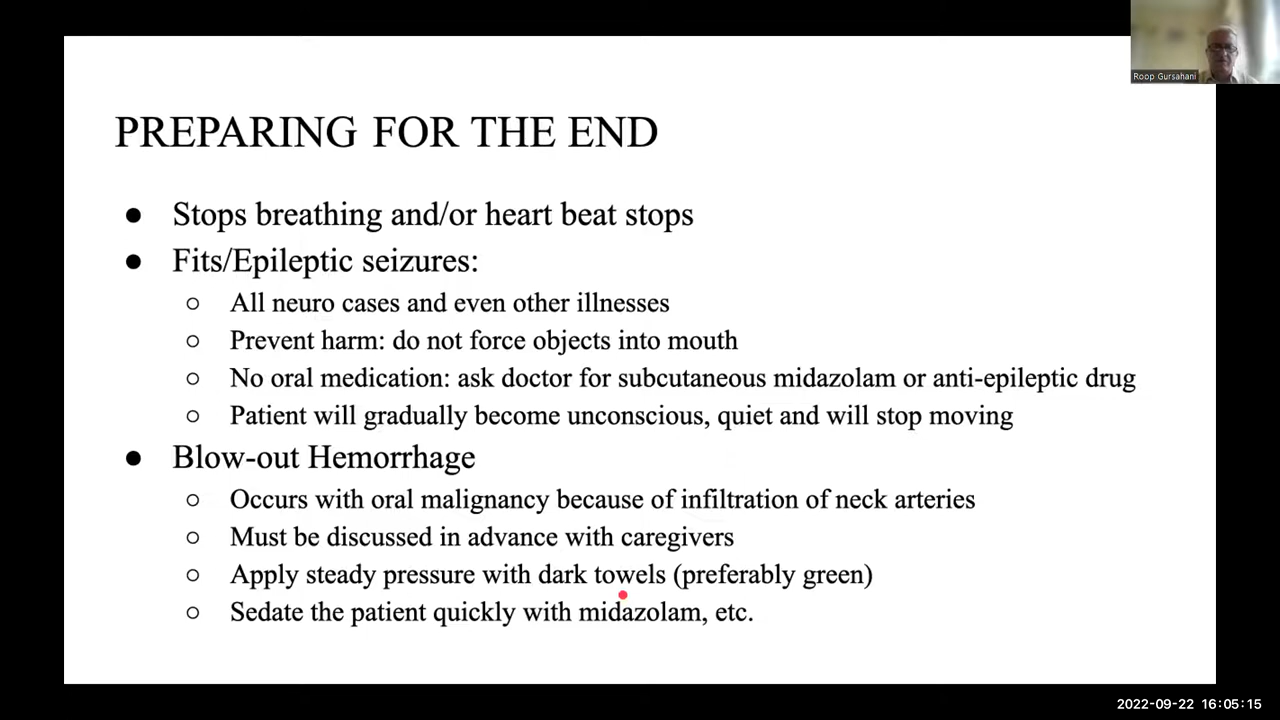 Roop Gursahani
PREPARING FOR THE END
● Stops breathing and/or heart beat stops
● Fits/Epileptic seizures:
○ All neuro cases and even other illnesses
○ Prevent harm: do not force objects into mouth
○ No oral medication: ask doctor for subcutaneous midazolam or anti-epileptic drug
○ Patient will gradually become unconscious, quiet and will stop moving
● Blow-out Hemorrhage
○ Occurs with oral malignancy because of infiltration of neck arteries
○ Must be discussed in advance with caregivers
○ Apply steady pressure with dark towels (preferably green)
○ Sedate the patient quickly with midazolam, etc.
2022-09-22 16:05:15